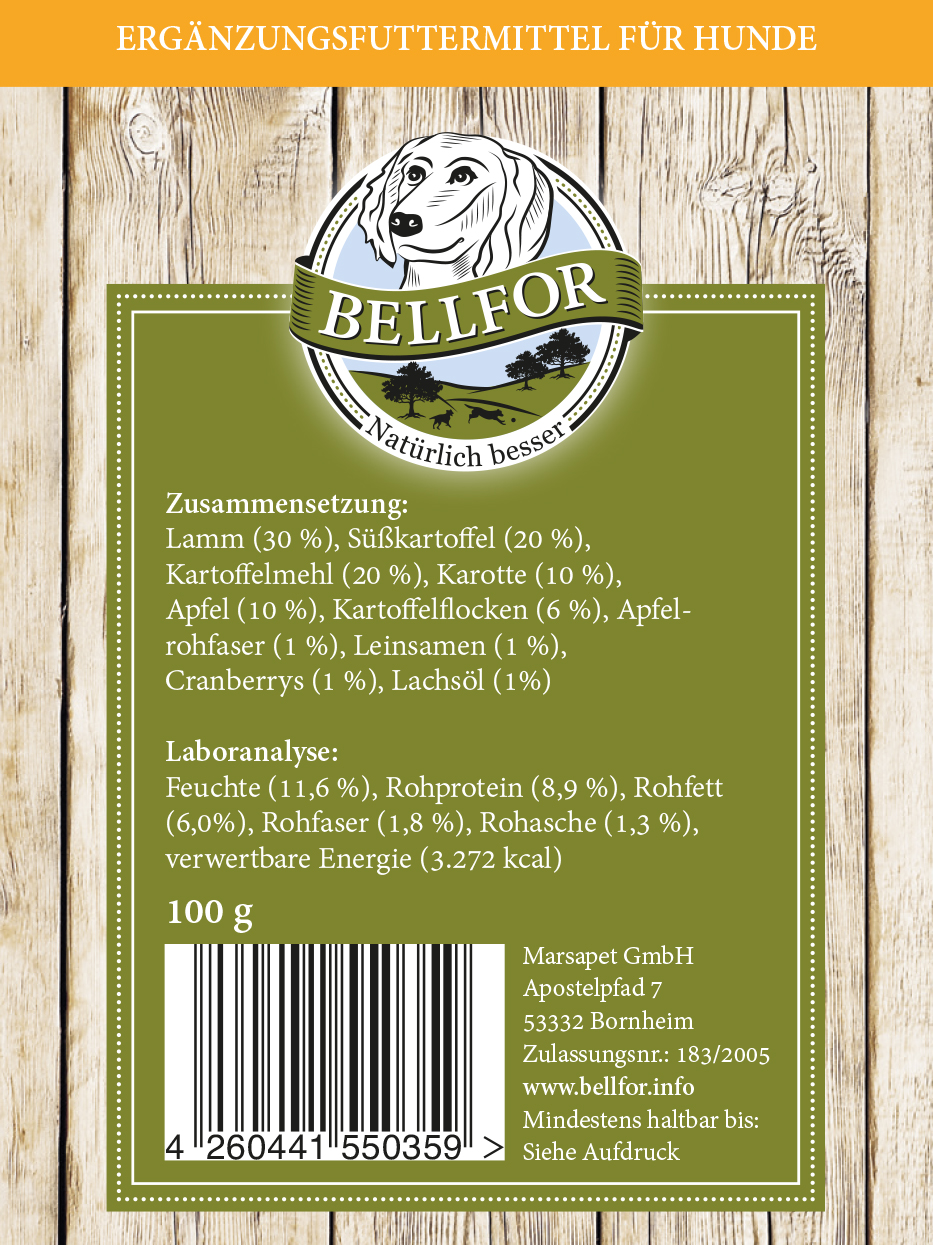 ERGÄNZUNGSFUTTERMITTEL FÜR HUNDE
BELLFOR
Natürlich besser
Zusammensetzung:
Lamm (30 %), Süßkartoffel (20 %),
Kartoffelmehl (20 %), Karotte (10 %),
Apfel (10 %), Kartoffelflocken (6 %), Apfel-
rohfaser (1 %), Leinsamen (1 %),
Cranberrys (1 %), Lachsöl (1%)
Laboranalyse:
Feuchte (11,6 %), Rohprotein (8,9 %), Rohfett
(6,0%), Rohfaser (1,8 %), Rohasche (1,3 %),
verwertbare Energie (3.272 kcal)
100 g
4 260441 550359 >
Marsapet GmbH
Apostelpfad 7
53332 Bornheim
Zulassungsnr.: 183/2005
www.bellfor.info
Mindestens haltbar bis:
Siehe Aufdruck